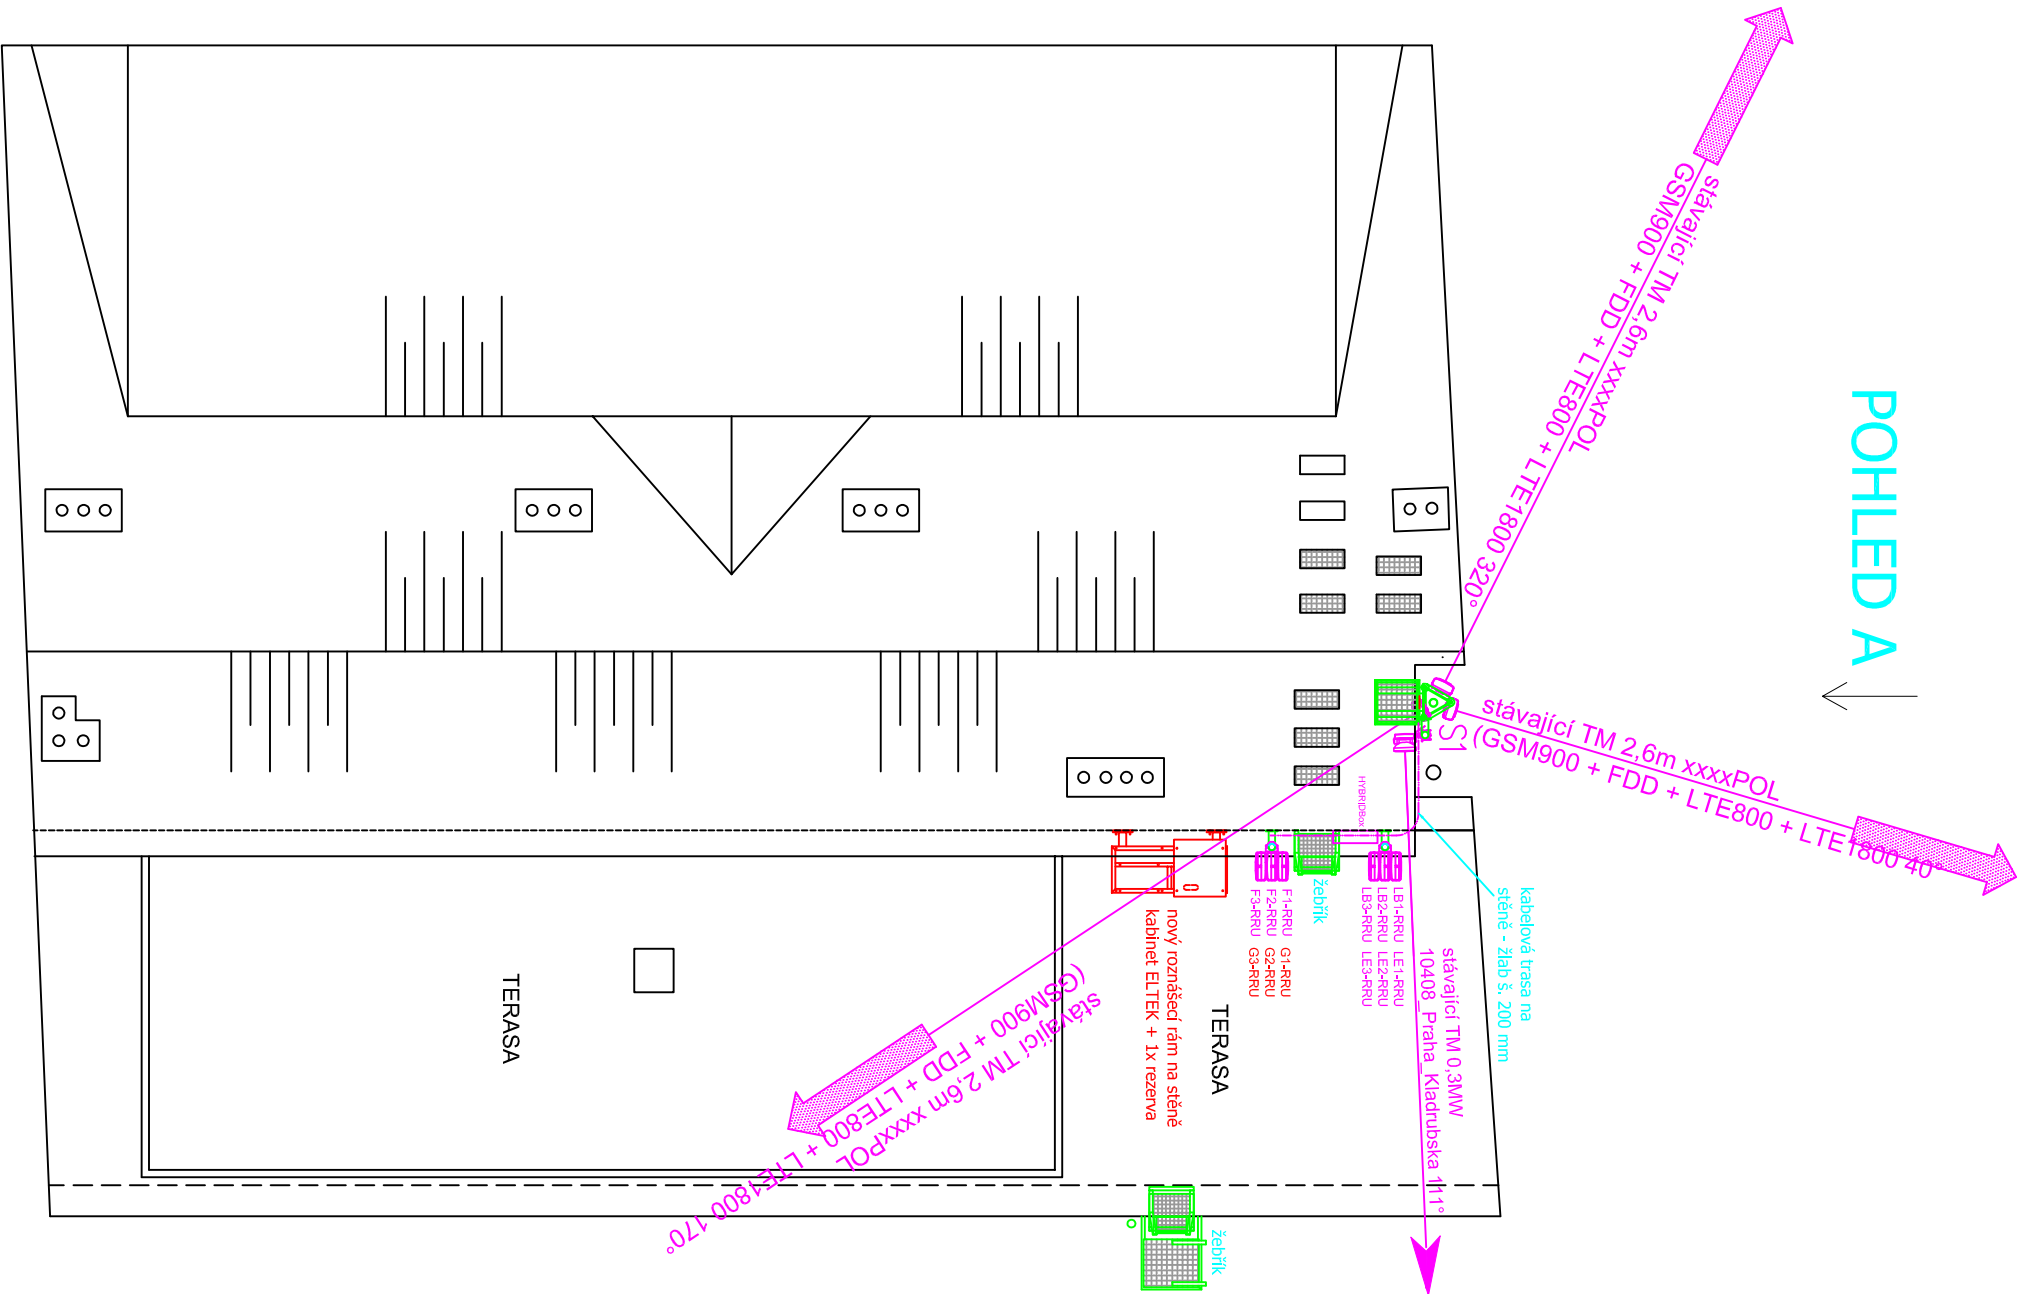 POHLED A
stávající TM 2,6m xxxxPOL
GSM900 + FDD + LTE800 + LTE1800 320°
stávající TM 2,6m xxxxPOL
(GSM900 + FDD + LTE800 + LTE1800 40°
S1
HYBRIDBox
kabelová trasa na
stěně - žlab š. 200 mm
LB1-RRU LE1-RRU
LB2-RRU LE2-RRU
LB3-RRU LE3-RRU
žebřík
F1-RRU G1-RRU
F2-RRU G2-RRU
F3-RRU G3-RRU
stávající TM 0,3MW
10408_Praha_Kladrubska 111°
nový roznášecí rám na stěně
kabinet ELTEK + 1x rezerva
TERASA
TERASA
stávající TM 2,6m xxxxPOL
(GSM900 + FDD + LTE800 + LTE1800 170°
žebřík